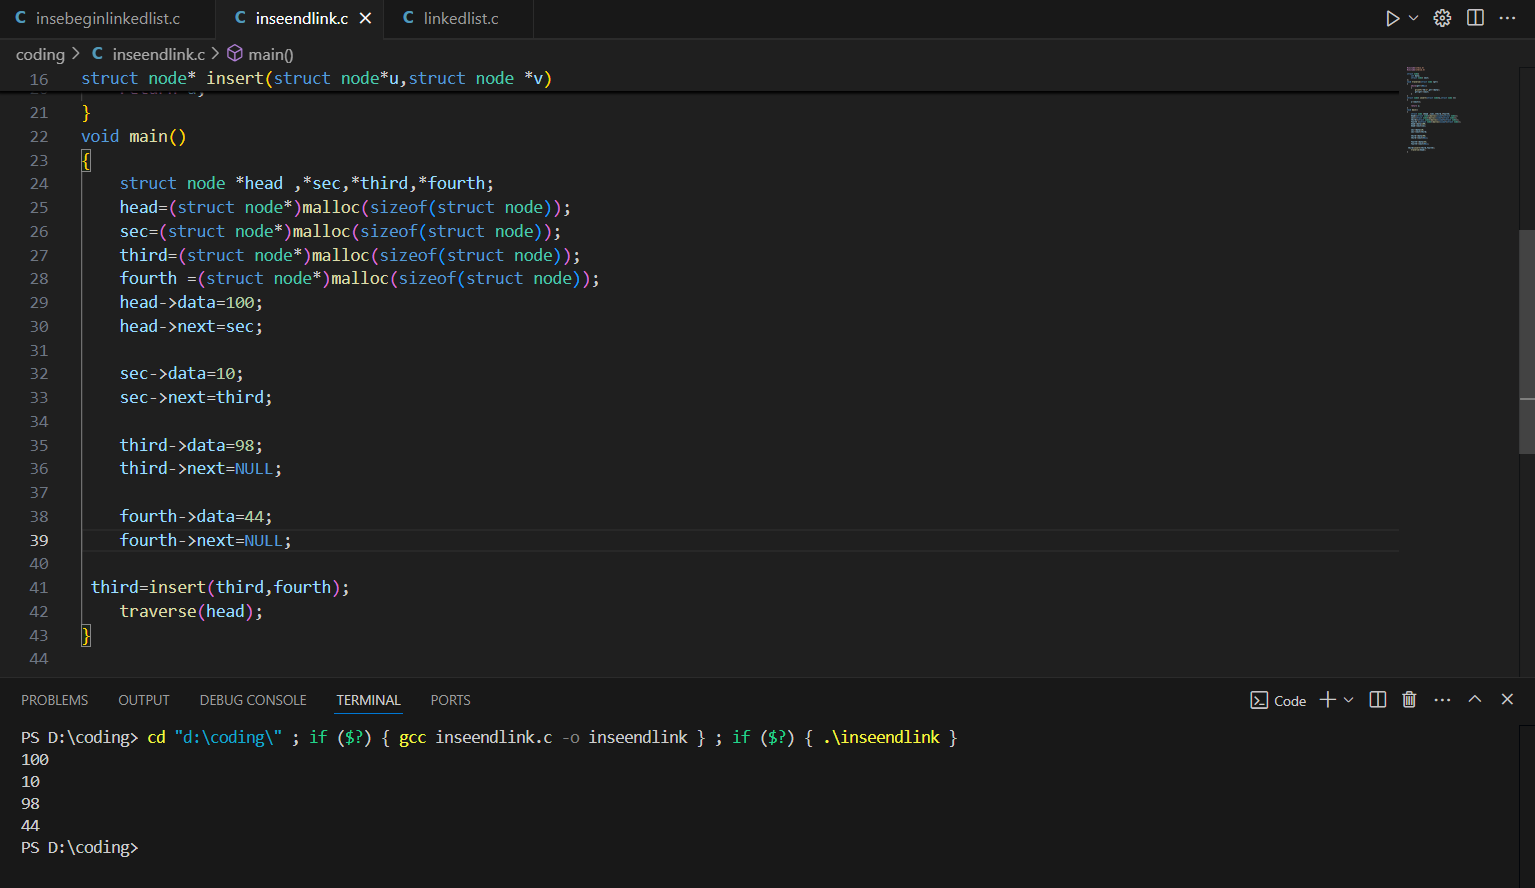 C insebeginlinkedlist.c C inseendlink.c C linkedlist.c
coding > C inseendlink.c > main()
16 struct node* insert(struct node*u,struct node *v)
21 }
22 void main()
23 {
24 struct node *head ,*sec,*third,*fourth;
25 head=(struct node*)malloc(sizeof(struct node));
26 sec=(struct node*)malloc(sizeof(struct node));
27 third=(struct node*)malloc(sizeof(struct node));
28 fourth =(struct node*)malloc(sizeof(struct node));
29 head->data=100;
30 head->next=sec;
31
32 sec->data=10;
33 sec->next=third;
34
35 third->data=98;
36 third->next=NULL;
37
38 fourth->data=44;
39 fourth->next=NULL;
40
41 third=insert(third,fourth);
42 traverse(head);
43 }
44
PROBLEMS OUTPUT DEBUG CONSOLE TERMINAL PORTS Code
PS D:\coding> cd "d:\coding\" ; if ($?) { gcc inseendlink.c -o inseendlink } ; if ($?) { .\inseendlink }
100
10
98
44
PS D:\coding>